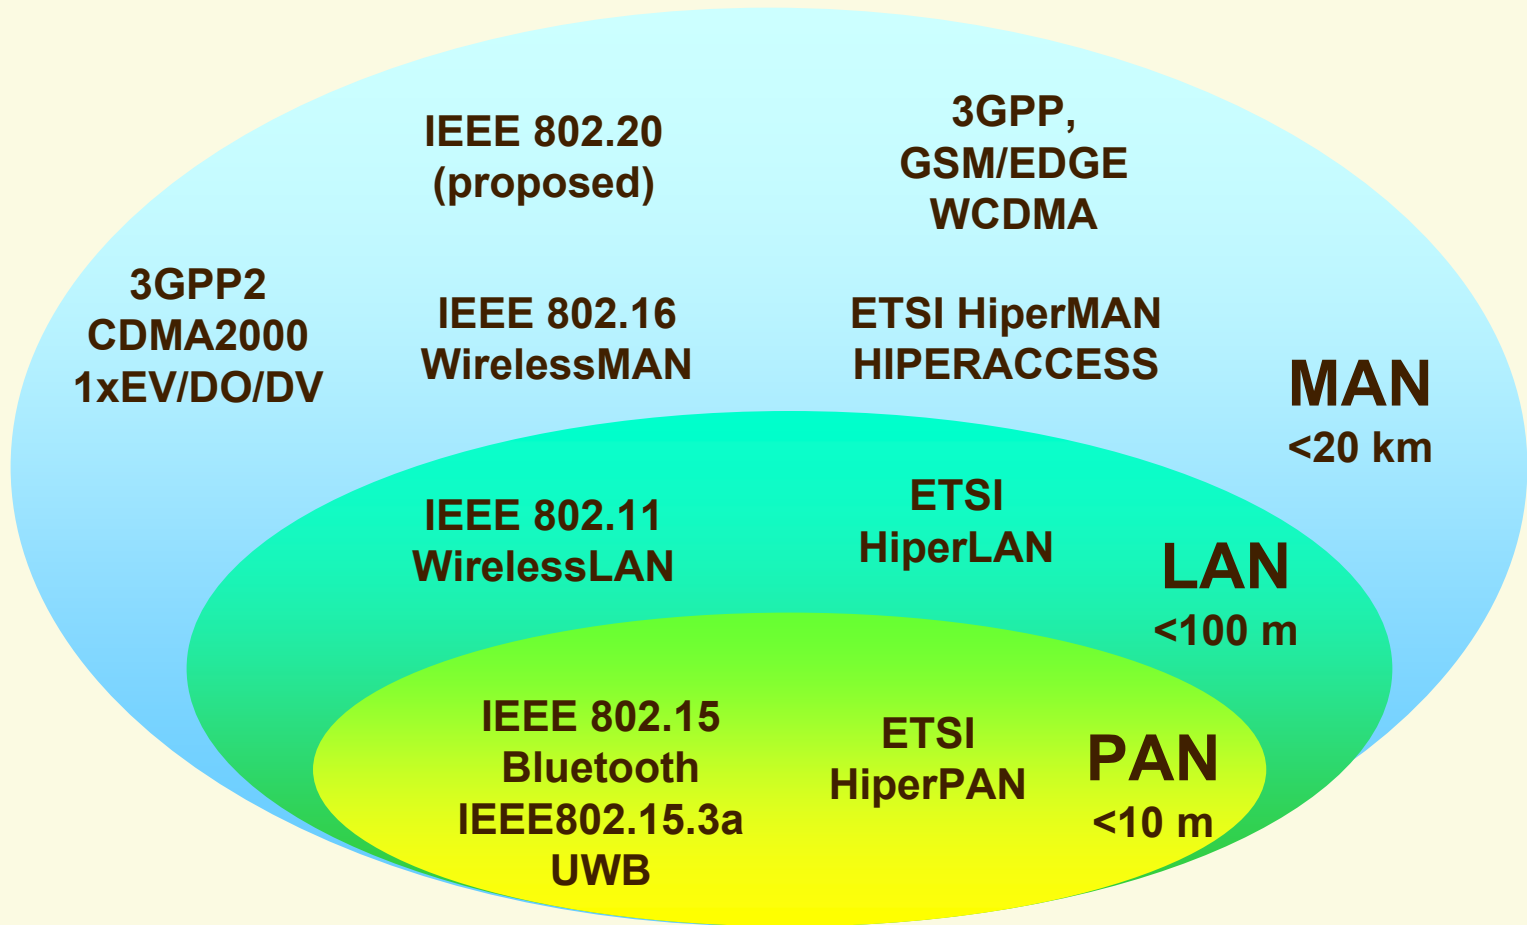 IEEE 802.20
(proposed)
3GPP,
GSM/EDGE
WCDMA
3GPP2
CDMA2000
1xEV/DO/DV
IEEE 802.16
WirelessMAN
ETSI HiperMAN
HIPERACCESS
MAN
<20 km
IEEE 802.11
WirelessLAN
ETSI
HiperLAN
LAN
<100 m
IEEE 802.15
Bluetooth
IEEE802.15.3a
UWB
ETSI
HiperPAN
PAN
<10 m